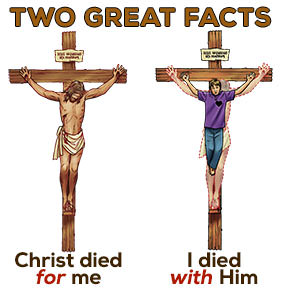 TWO GREAT FACTS
Christ died
for me
I died
with Him